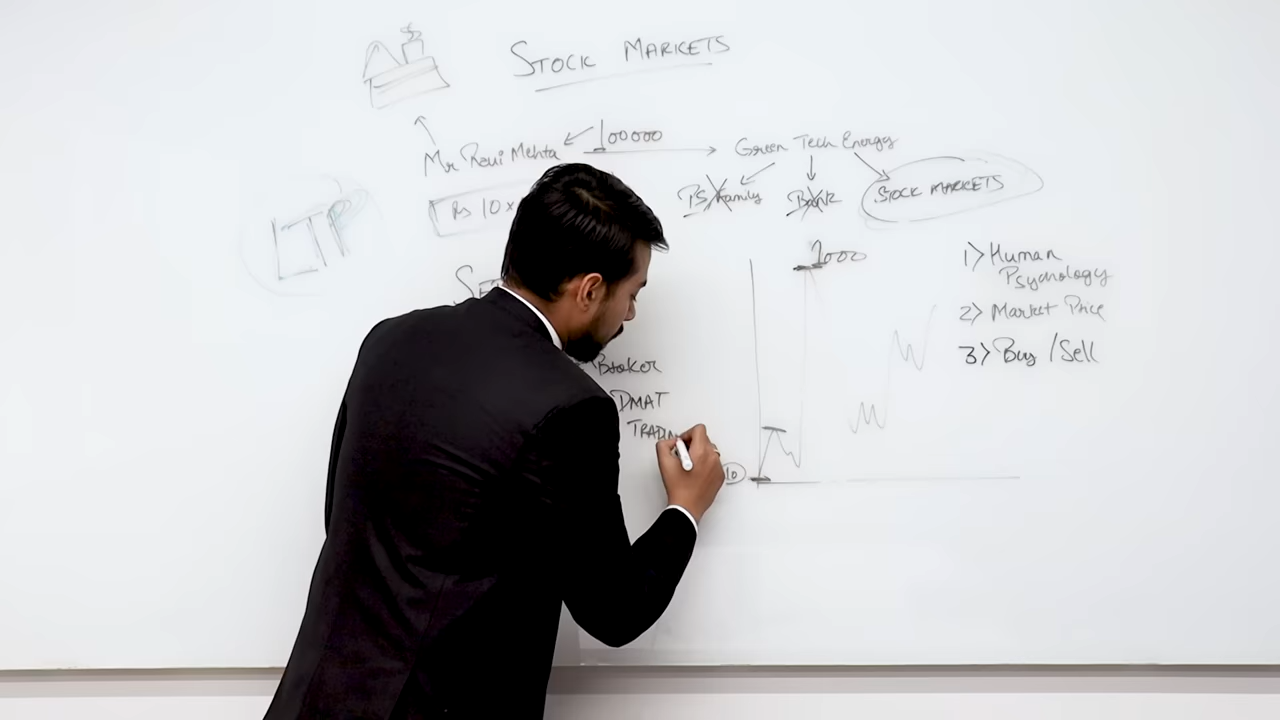 STOCK MARKETS
100000
Mr Ravi Mehta
Green Tech Energy
PS/Family
BANK
STOCK MARKETS
Rs 10 x
LTP
1000
1> Human
Psychology
2> Market Price
3> Buy / Sell
Broker
DMAT
10